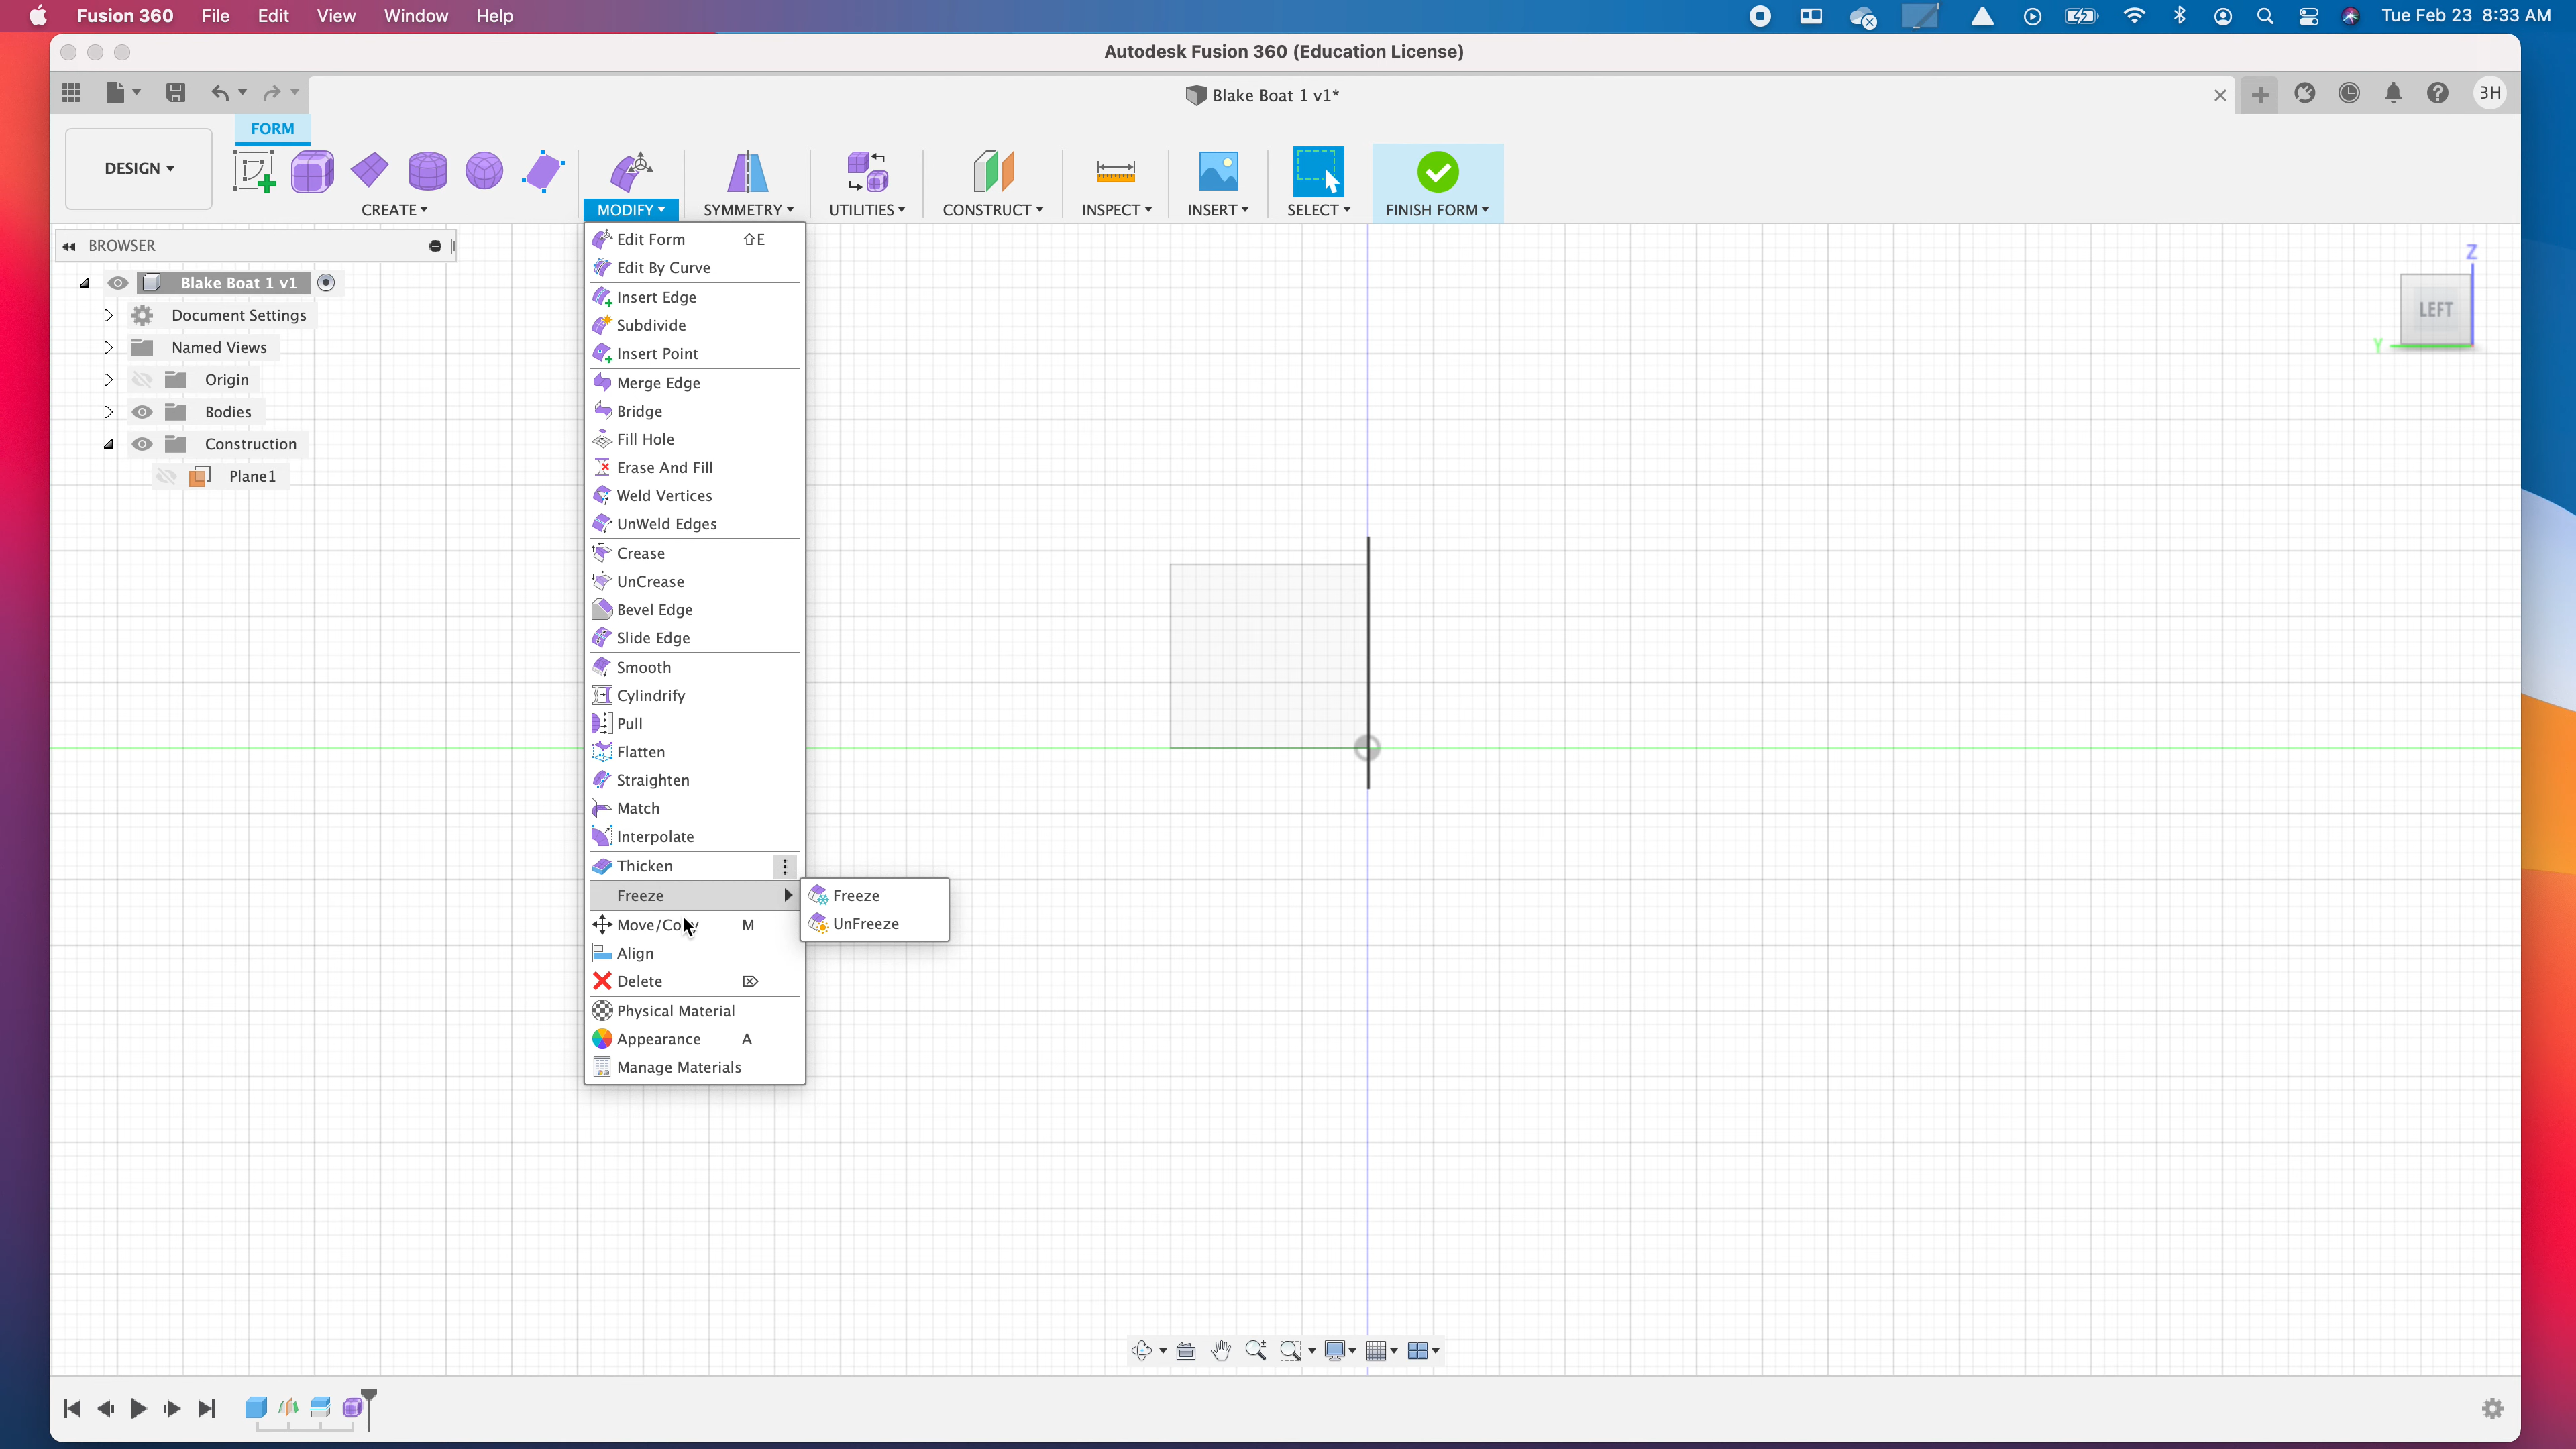 Fusion 360 File Edit View Window Help Tue Feb 23 8:33 AM
Autodesk Fusion 360 (Education License)
Blake Boat 1 v1* BH
FORM
DESIGN
CREATE MODIFY SYMMETRY UTILITIES CONSTRUCT INSPECT INSERT SELECT FINISH FORM
BROWSER
Blake Boat 1 v1
Document Settings
Named Views
Origin
Bodies
Construction
Plane1
Edit Form ⇧E
Edit By Curve
Insert Edge
Subdivide
Insert Point
Merge Edge
Bridge
Fill Hole
Erase And Fill
Weld Vertices
UnWeld Edges
Crease
UnCrease
Bevel Edge
Slide Edge
Smooth
Cylindrify
Pull
Flatten
Straighten
Match
Interpolate
Thicken
Freeze
Move/Copy M
Align
Delete ⌦
Physical Material
Appearance A
Manage Materials
Freeze
UnFreeze
Z
LEFT
Y